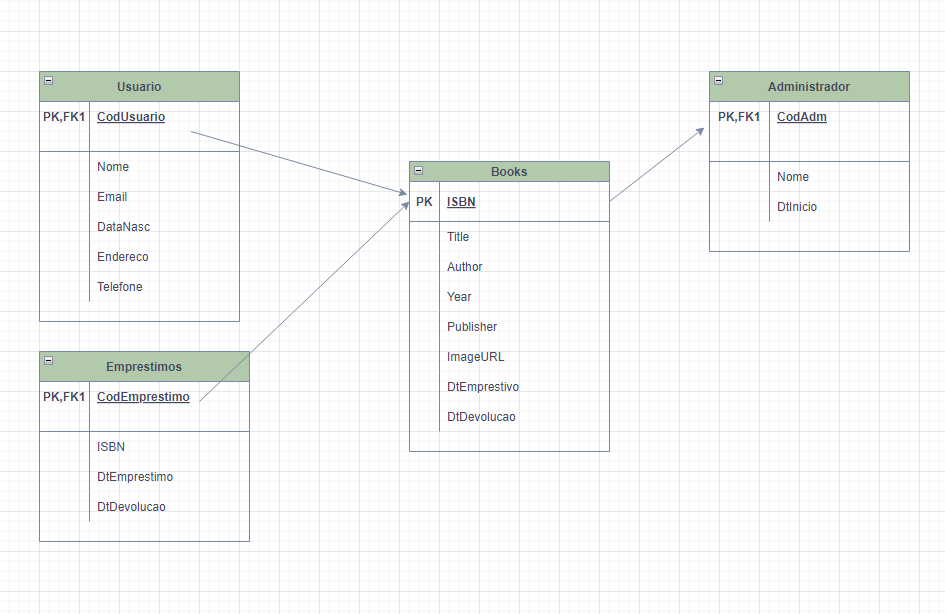 Usuario
PK,FK1 CodUsuario
Nome
Email
DataNasc
Endereco
Telefone
Emprestimos
PK,FK1 CodEmprestimo
ISBN
DtEmprestimo
DtDevolucao
Books
PK ISBN
Title
Author
Year
Publisher
ImageURL
DtEmprestivo
DtDevolucao
Administrador
PK,FK1 CodAdm
Nome
DtInicio